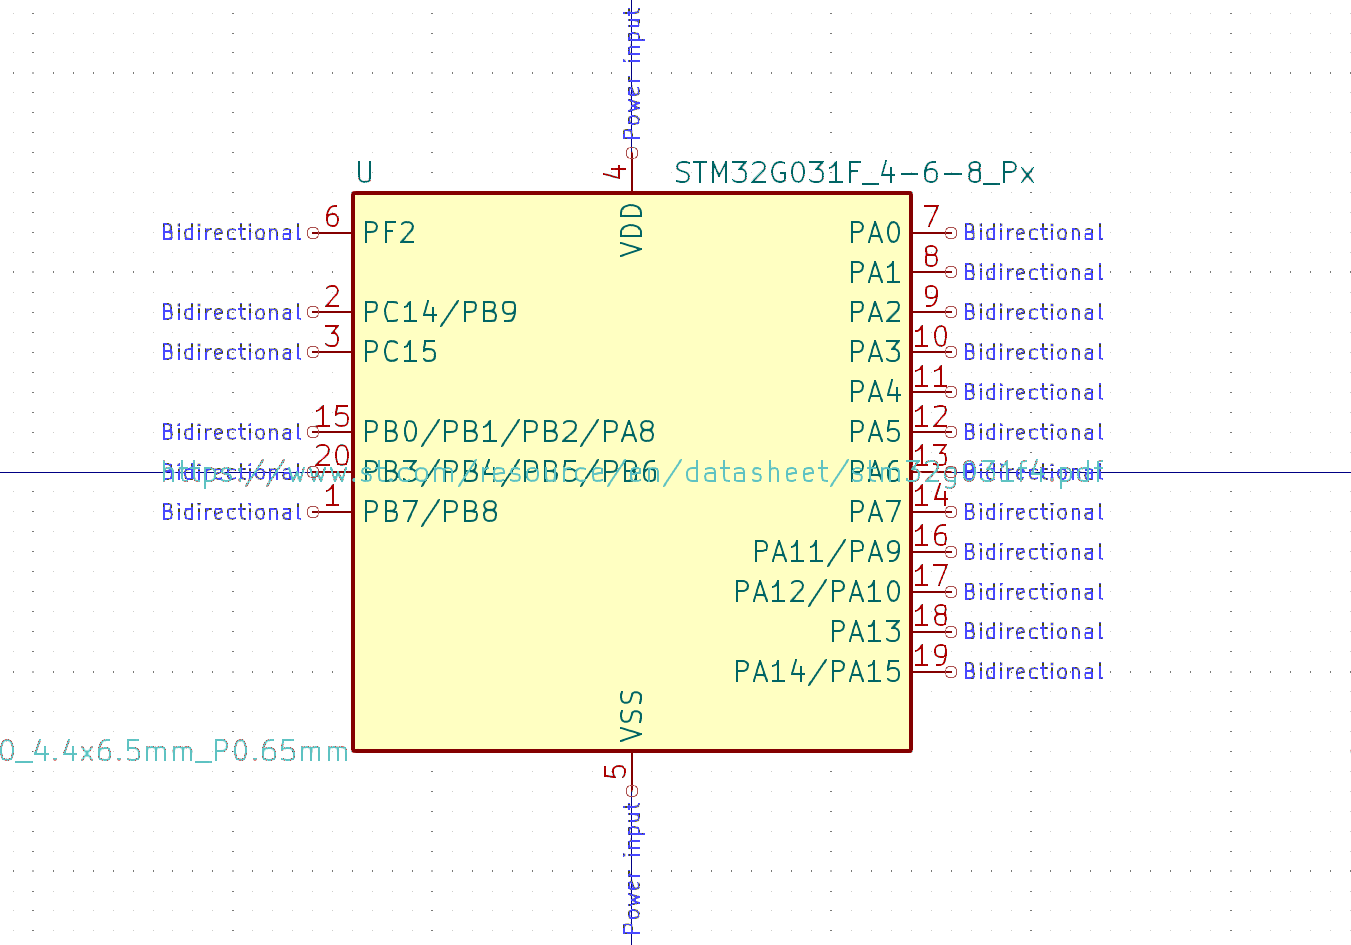 Power input
4
U STM32G031F_4-6-8_Px
VDD
Bidirectional 6 PF2 PA0 7 Bidirectional
PA1 8 Bidirectional
Bidirectional 2 PC14/PB9 PA2 9 Bidirectional
Bidirectional 3 PC15 PA3 10 Bidirectional
PA4 11 Bidirectional
Bidirectional 15 PB0/PB1/PB2/PA8 PA5 12 Bidirectional
Bidirectional 20 PB3/PB4/PB5/PB6 PA6 13 Bidirectional
https://www.st.com/resource/en/datasheet/stm32g031f4.pdf
Bidirectional 1 PB7/PB8 PA7 14 Bidirectional
PA11/PA9 16 Bidirectional
PA12/PA10 17 Bidirectional
PA13 18 Bidirectional
PA14/PA15 19 Bidirectional
VSS
0_4.4x6.5mm_P0.65mm
5
Power input